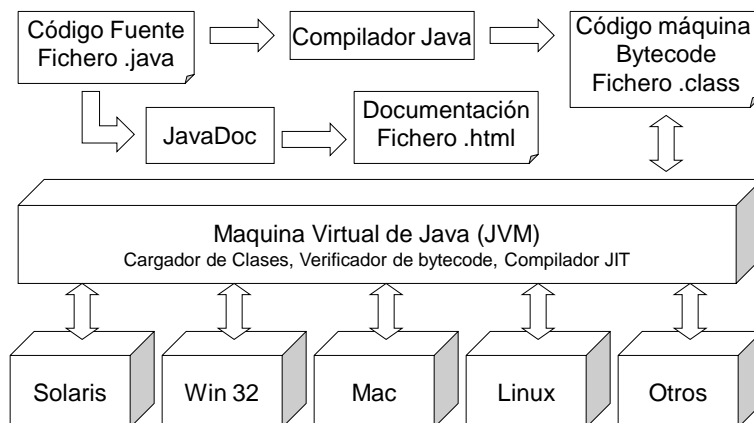 Código Fuente
Fichero .java
Compilador Java
Código máquina
Bytecode
Fichero .class
JavaDoc
Documentación
Fichero .html
Maquina Virtual de Java (JVM)
Cargador de Clases, Verificador de bytecode, Compilador JIT
Solaris
Win 32
Mac
Linux
Otros